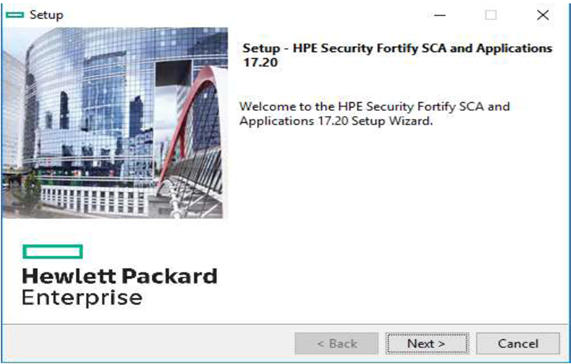 Setup
Setup - HPE Security Fortify SCA and Applications
17.20
Welcome to the HPE Security Fortify SCA and
Applications 17.20 Setup Wizard.
Hewlett Packard
Enterprise
< Back
Next >
Cancel